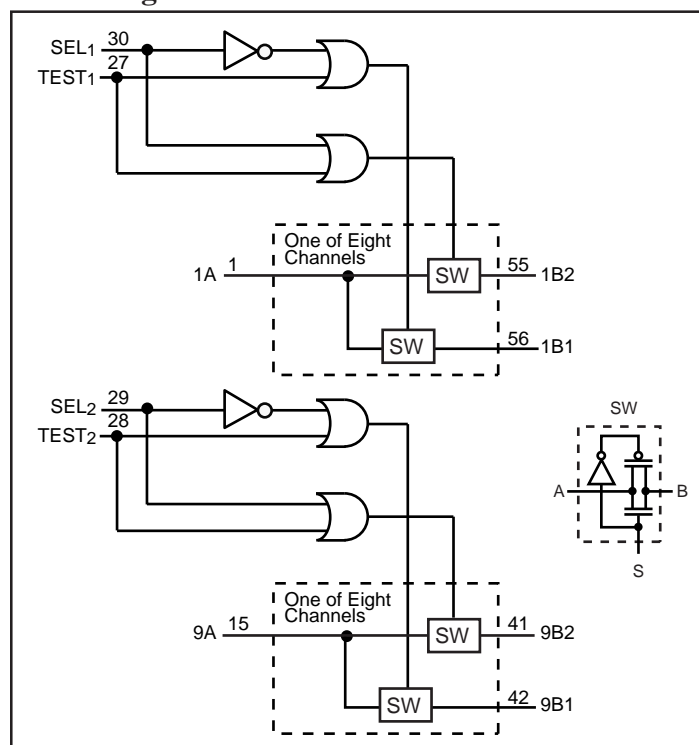 SEL1 30
TEST1 27
One of Eight
Channels
1A 1
SW
55 1B2
SW
56 1B1
SEL2 29
TEST2 28
SW
A
B
S
One of Eight
Channels
9A 15
SW
41 9B2
SW
42 9B1